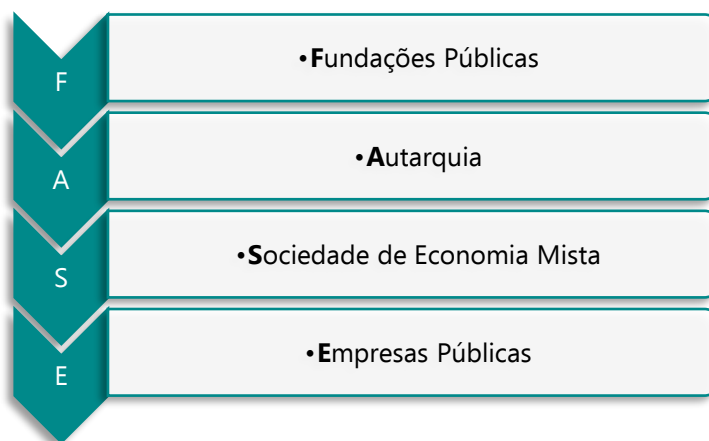 F
•Fundações Públicas
A
•Autarquia
S
•Sociedade de Economia Mista
E
•Empresas Públicas